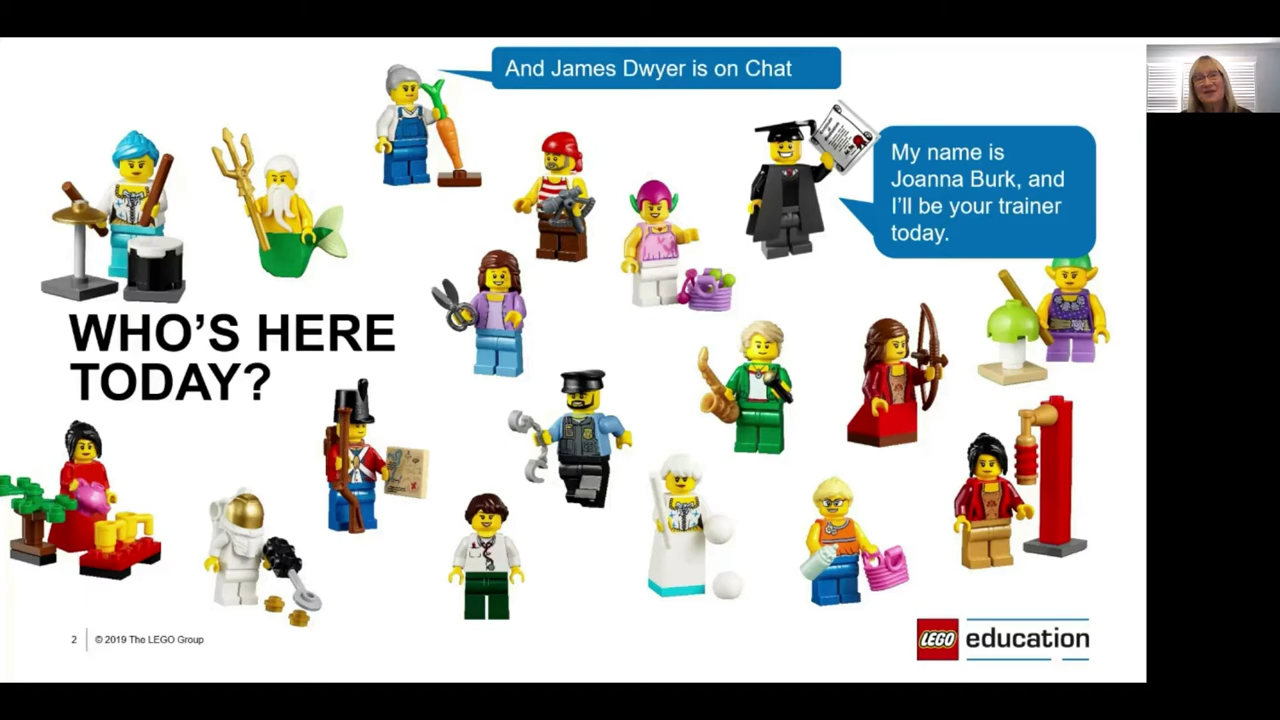 And James Dwyer is on Chat
My name is
Joanna Burk, and
I'll be your trainer
today.
WHO'S HERE
TODAY?
2
© 2019 The LEGO Group
LEGO education